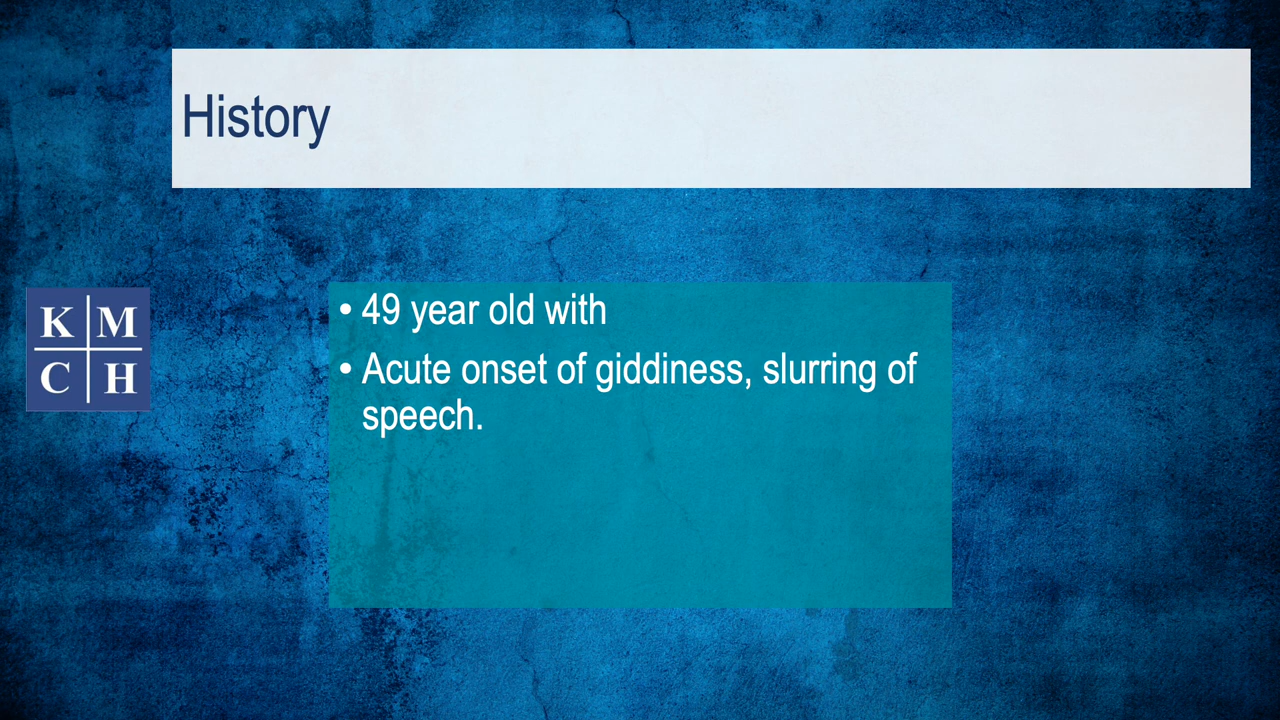 History
K M
C H
• 49 year old with
• Acute onset of giddiness, slurring of
speech.